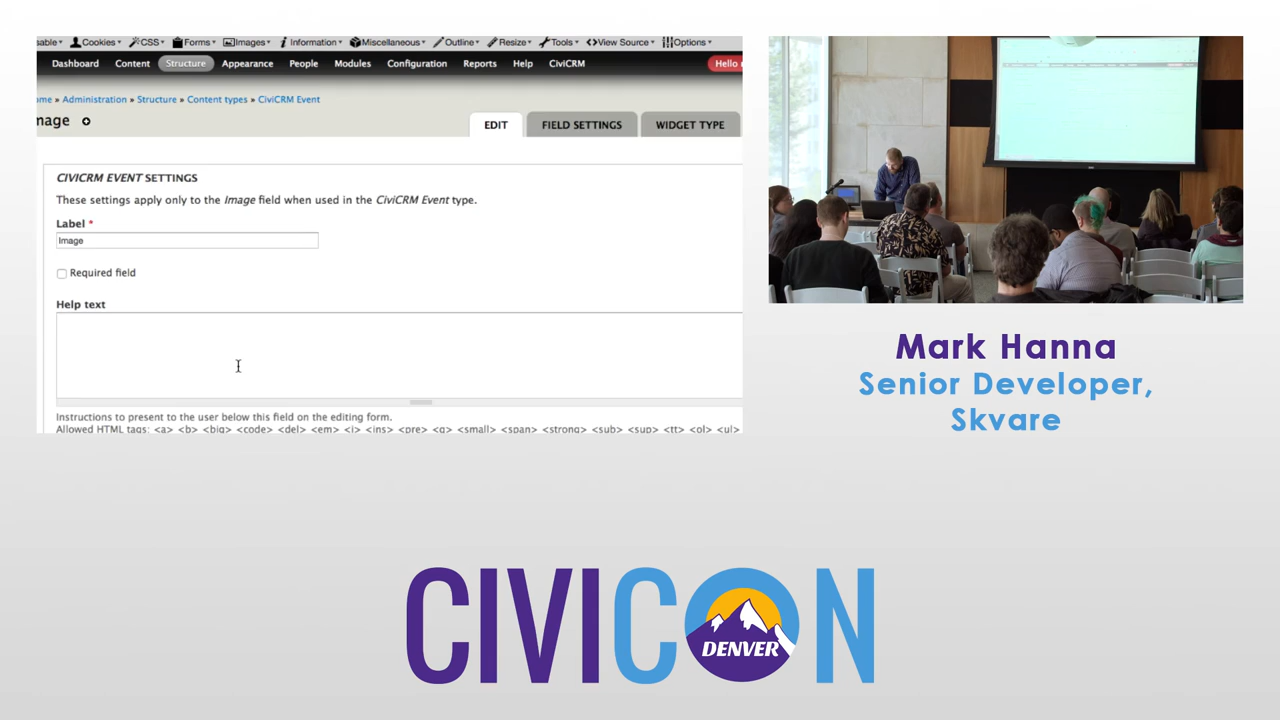 Cookies CSS Forms Images Information Miscellaneous Outline Resize Tools View Source Options
Dashboard Content Structure Appearance People Modules Configuration Reports Help CiviCRM Hello
» Administration » Structure » Content types » CiviCRM Event
EDIT FIELD SETTINGS WIDGET TYPE
CIVICRM EVENT SETTINGS
These settings apply only to the Image field when used in the CiviCRM Event type.
Label *
Image
Required field
Help text
Instructions to present to the user below this field on the editing form.
Allowed HTML tags: <a> <b> <big> <code> <del> <em> <i> <ins> <pre> <q> <small> <span> <strong> <sub> <sup> <tt> <ol> <ul>
Mark Hanna
Senior Developer,
Skvare
CIVICON
DENVER